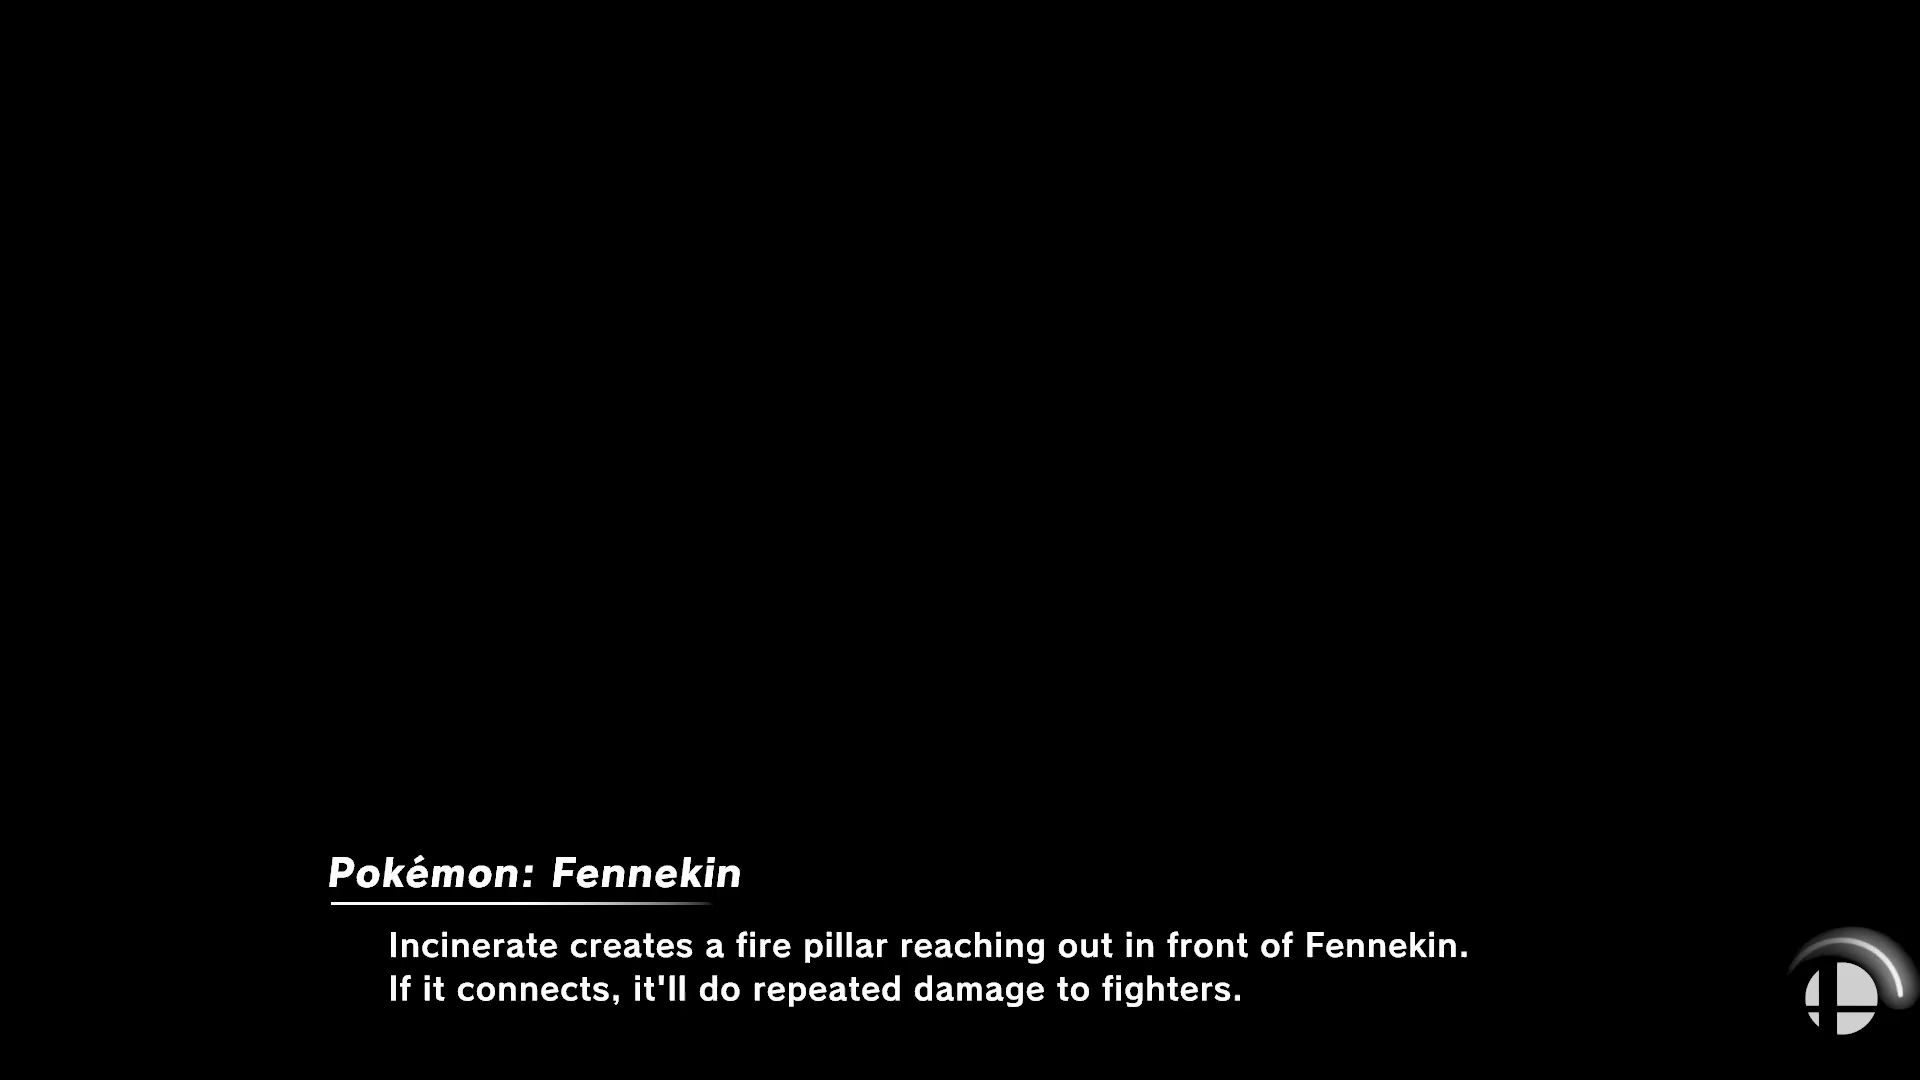 Pokémon: Fennekin
Incinerate creates a fire pillar reaching out in front of Fennekin.
If it connects, it'll do repeated damage to fighters.